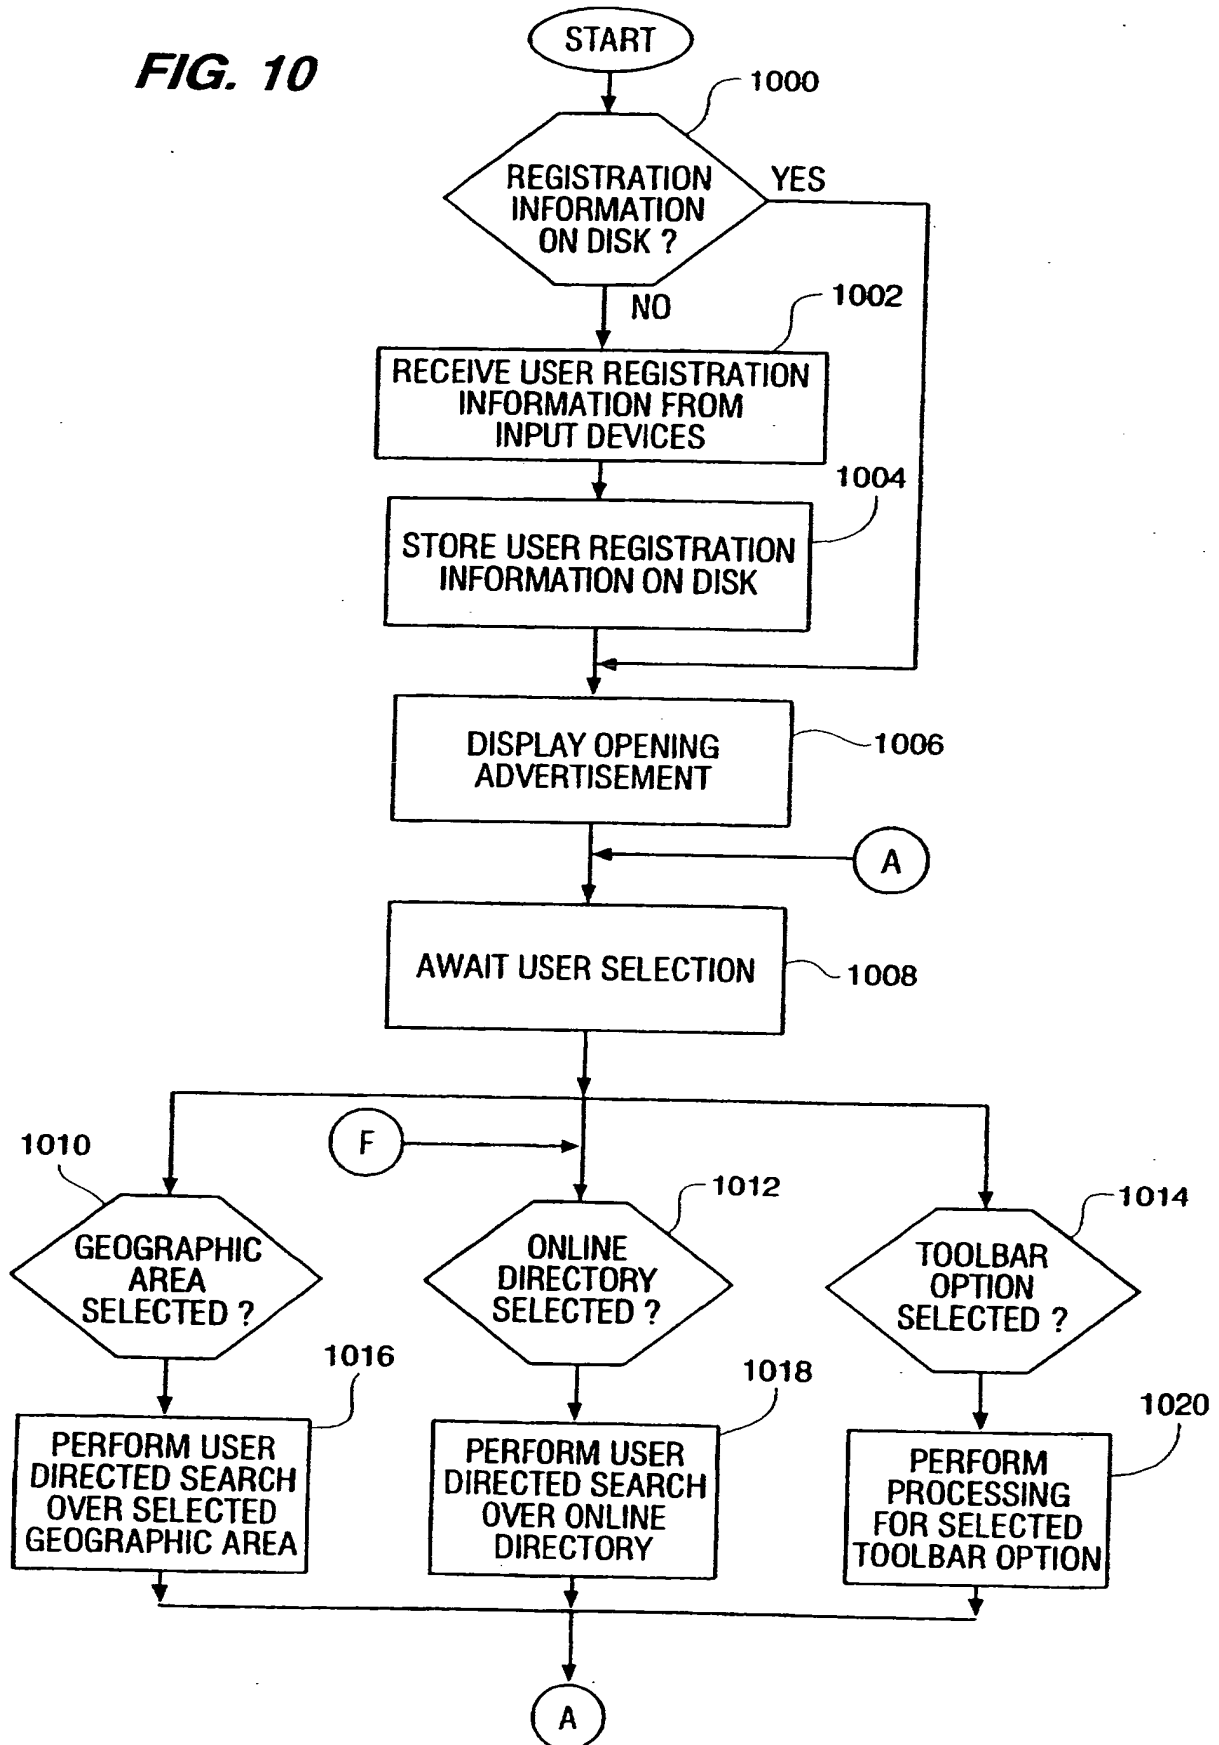 START
FIG. 10
1000
REGISTRATION
INFORMATION
ON DISK ?
YES
NO
1002
RECEIVE USER REGISTRATION
INFORMATION FROM
INPUT DEVICES
1004
STORE USER REGISTRATION
INFORMATION ON DISK
DISPLAY OPENING
ADVERTISEMENT
1006
A
AWAIT USER SELECTION
1008
F
1010
GEOGRAPHIC
AREA
SELECTED ?
1012
ONLINE
DIRECTORY
SELECTED ?
1014
TOOLBAR
OPTION
SELECTED ?
1016
PERFORM USER
DIRECTED SEARCH
OVER SELECTED
GEOGRAPHIC AREA
1018
PERFORM USER
DIRECTED SEARCH
OVER ONLINE
DIRECTORY
1020
PERFORM
PROCESSING
FOR SELECTED
TOOLBAR OPTION
A